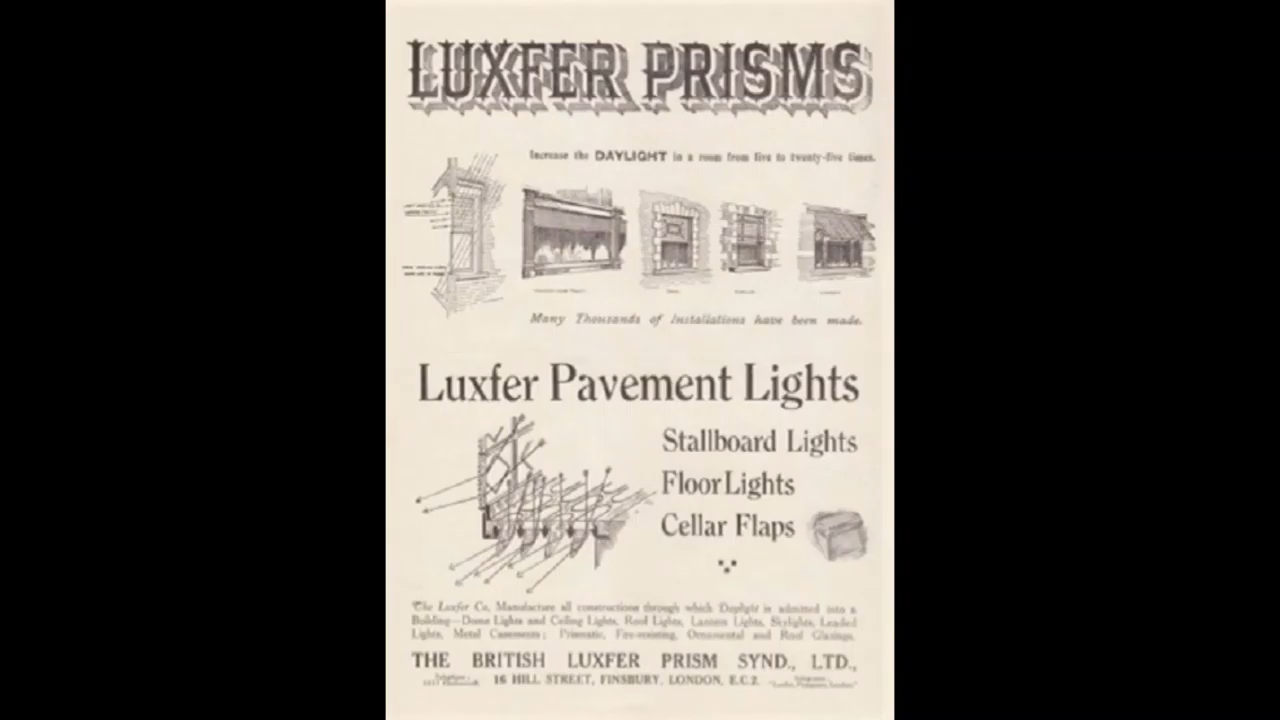 LUXFER PRISMS
Increase the DAYLIGHT in a room from five to twenty-five times.
Many Thousands of Installations have been made.
Luxfer Pavement Lights
Stallboard Lights
Floor Lights
Cellar Flaps
The Luxfer Co. Manufacture all constructions through which Daylight is admitted into a
Building—Dome Lights and Ceiling Lights, Roof Lights, Lantern Lights, Skylights, Leaded
Lights, Metal Casements; Prismatic, Fire-resisting, Ornamental and Roof Glazings.
THE BRITISH LUXFER PRISM SYND., LTD.,
16 HILL STREET, FINSBURY, LONDON, E.C.2.